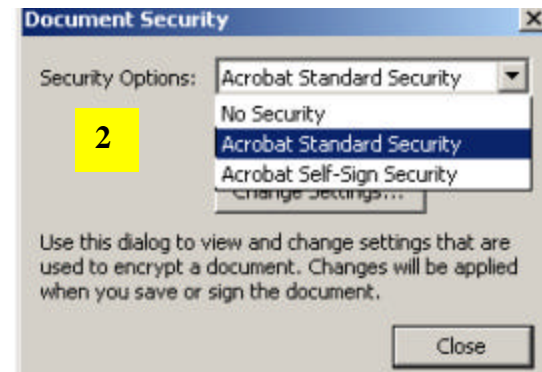 Document Security
Security Options: Acrobat Standard Security
No Security
2
Acrobat Standard Security
Acrobat Self-Sign Security
Change Settings...
Use this dialog to view and change settings that are
used to encrypt a document. Changes will be applied
when you save or sign the document.
Close